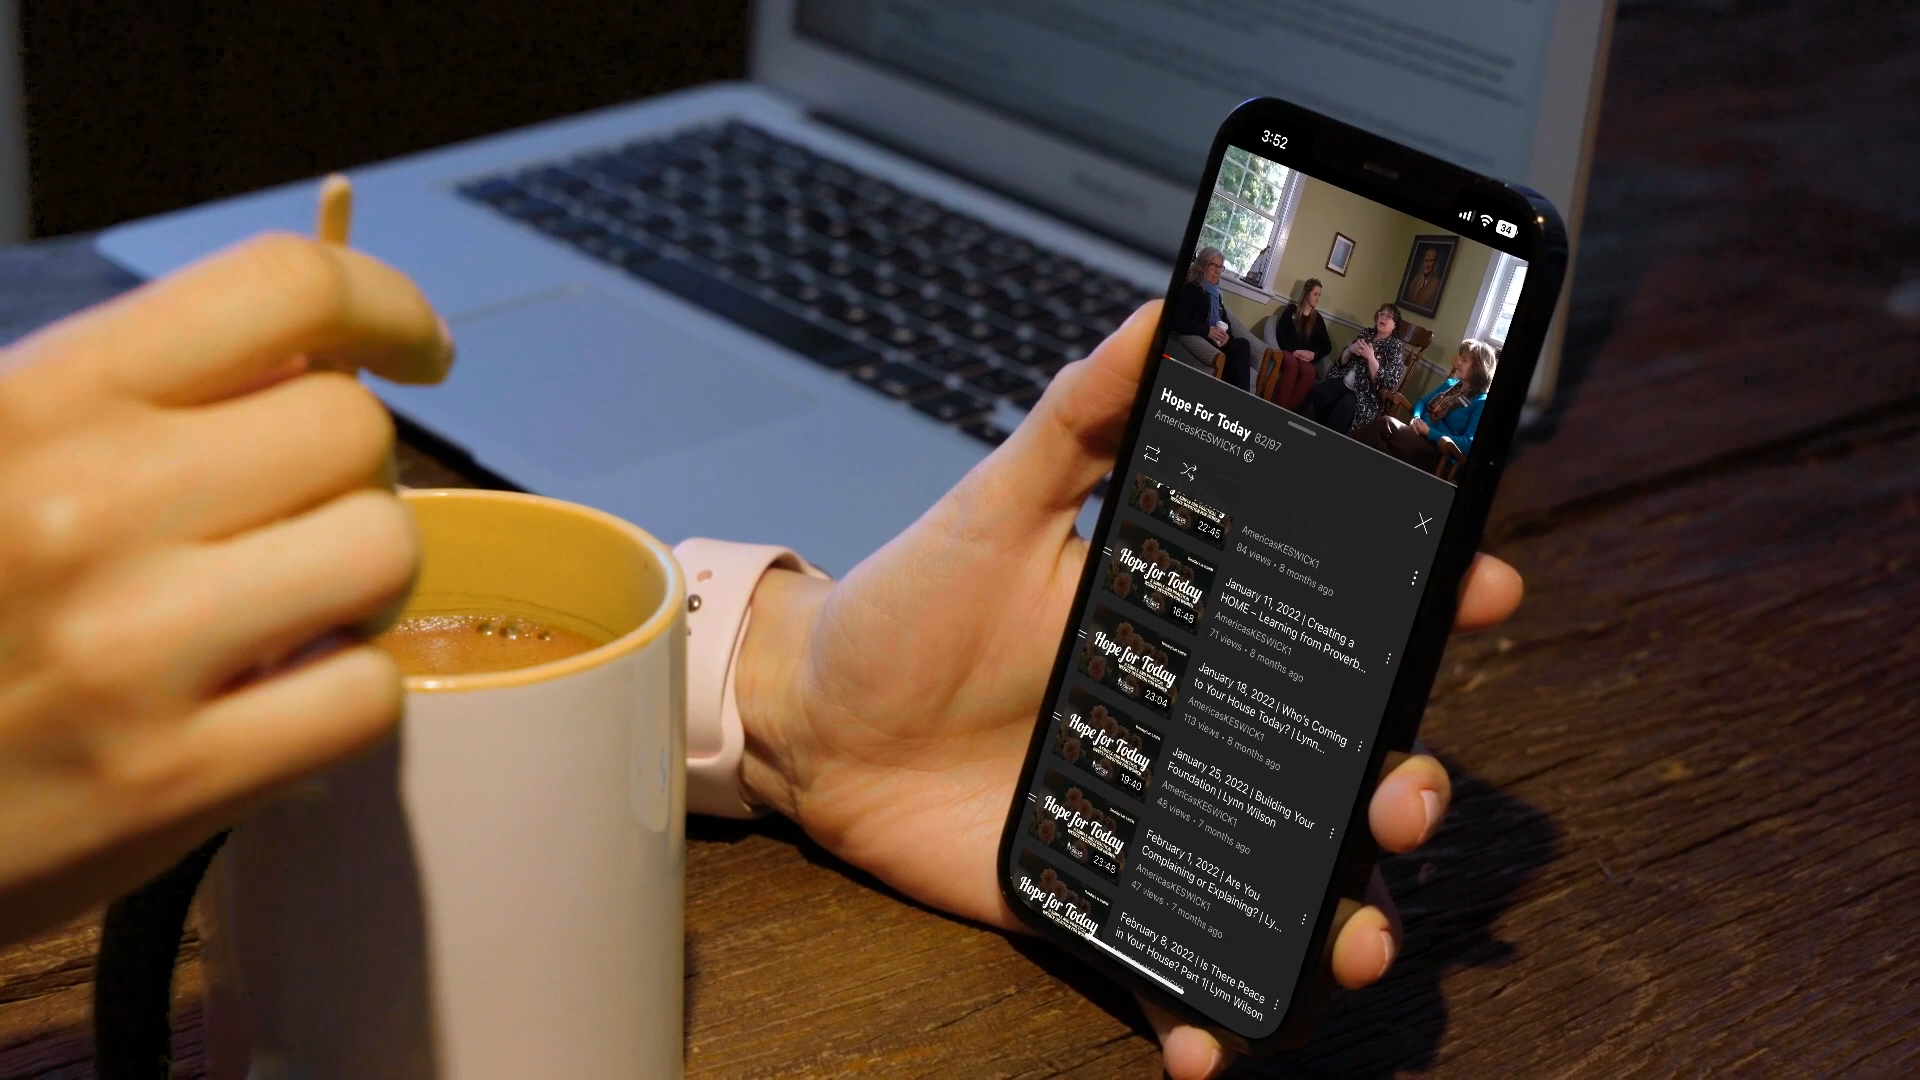 3:52
34
Hope For Today 82/97
AmericasKESWICK1
22:45
AmericasKESWICK1
84 views • 8 months ago
Hope for Today
16:48
January 11, 2022 | Creating a
HOME – Learning from Proverb...
AmericasKESWICK1
71 views • 8 months ago
Hope for Today
23:04
January 18, 2022 | Who's Coming
to Your House Today? | Lynn...
AmericasKESWICK1
113 views • 8 months ago
Hope for Today
19:40
January 25, 2022 | Building Your
Foundation | Lynn Wilson
AmericasKESWICK1
48 views • 7 months ago
Hope for Today
23:48
February 1, 2022 | Are You
Complaining or Explaining? | Ly...
AmericasKESWICK1
47 views • 7 months ago
Hope for Today
February 8, 2022 | Is There Peace
in Your House? Part 1| Lynn Wilson